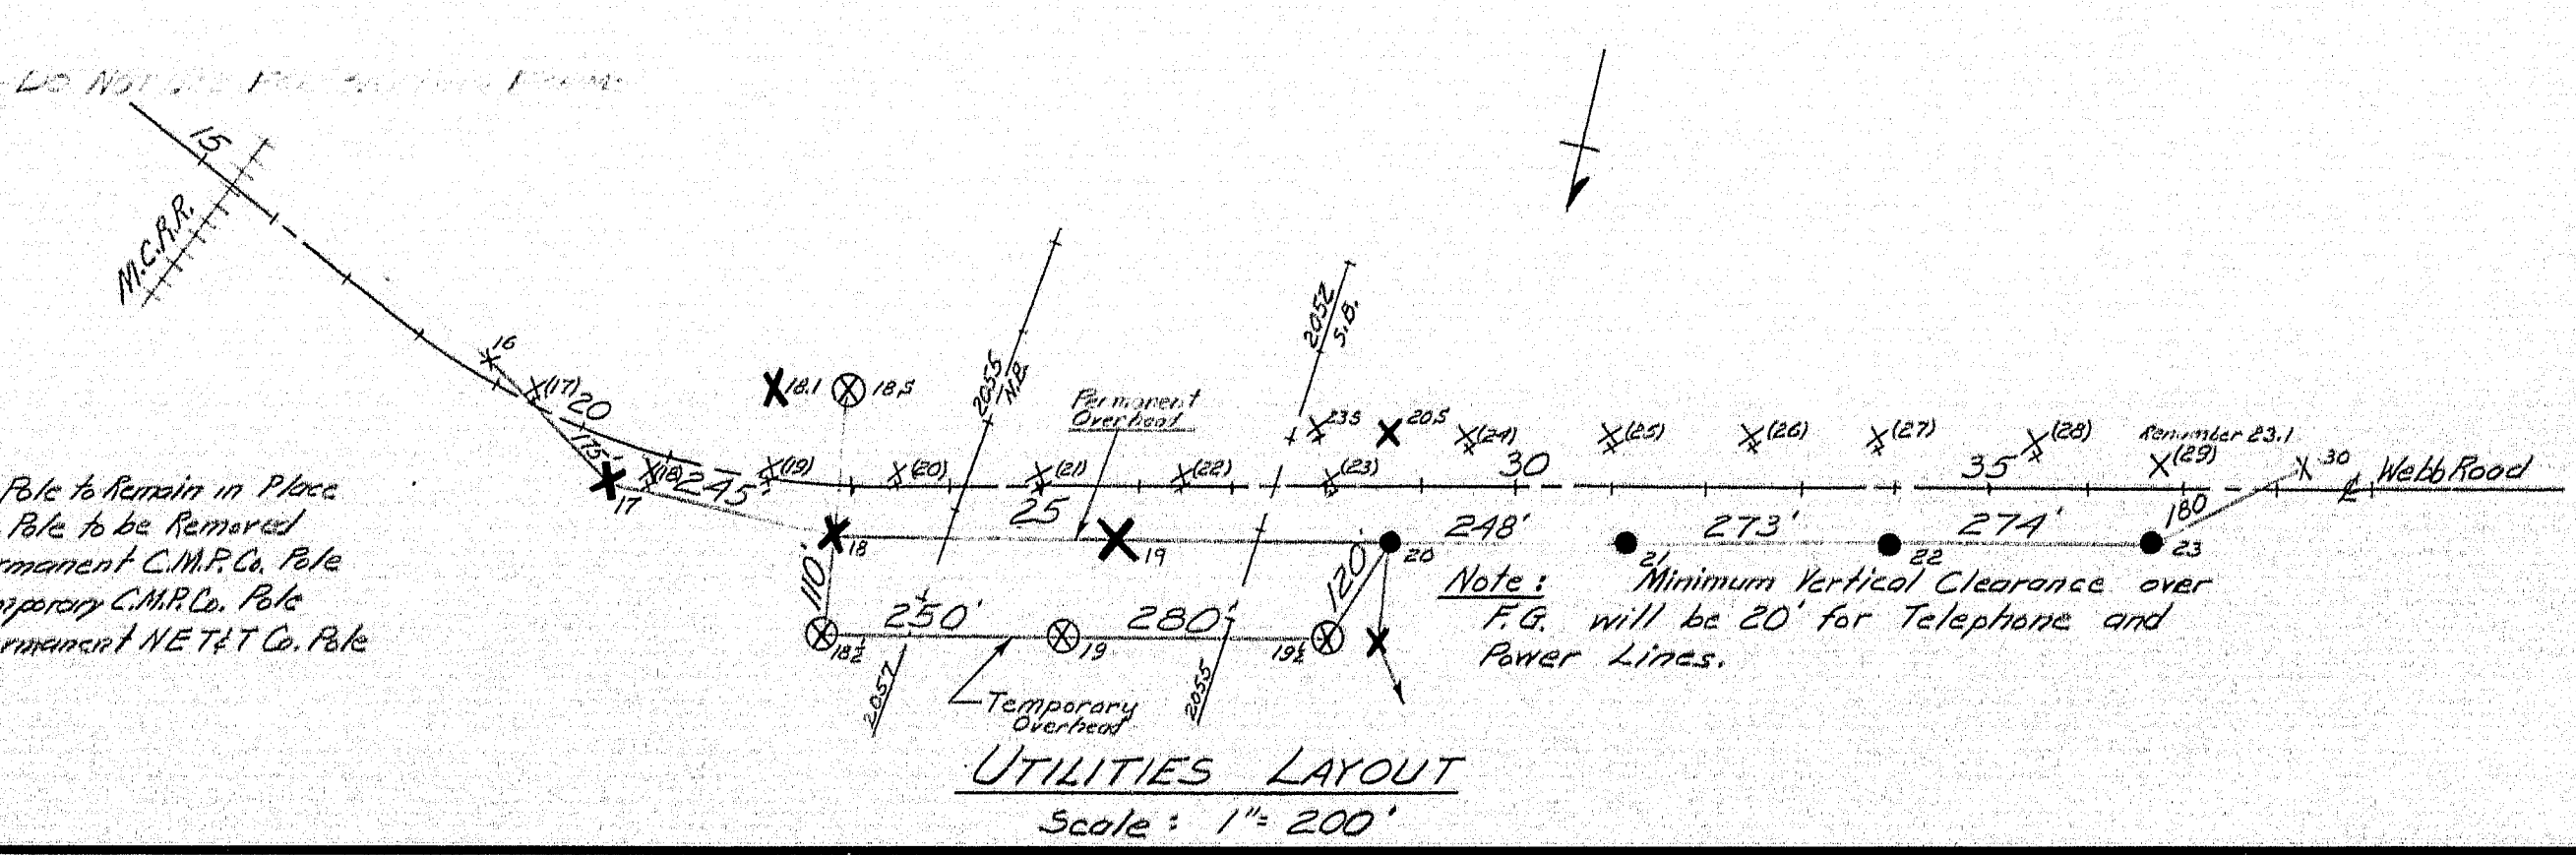 Do Not
15
M.C.R.R.
16
(17)
20
175'
17
(18)
245'
(19)
18.1
18.5
(20)
2055
N.B.
(21)
25
Permanent
Overhead
(22)
2052
S.B.
23.5
20.5
(23)
(24)
30
(25)
(26)
(27)
35
(28)
Renumber 23.1
(29)
30
℄ Webb Road
Pole to Remain in Place
Pole to be Removed
rmanent C.M.P.Co. Pole
mporary C.M.P.Co. Pole
rmanent NET&T Co. Pole
18
19
20
248'
21
273'
22
274'
23
180'
110'
120'
18½
250'±
19
280'±
19½
2057
2055
Temporary
Overhead
Note: Minimum Vertical Clearance over
F.G. will be 20' for Telephone and
Power Lines.
UTILITIES LAYOUT
Scale: 1"= 200'